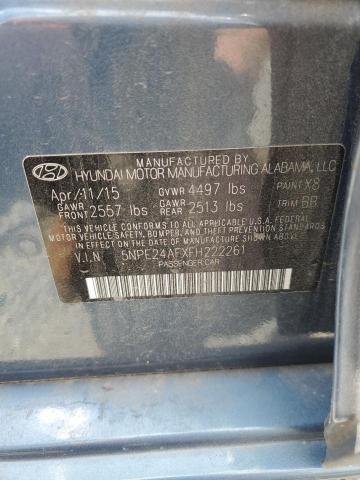 MANUFACTURED BY
HYUNDAI MOTOR MANUFACTURING ALABAMA, LLC
Apr/11/15 GVWR 4497 lbs PAINT X8
GAWR FRONT 2557 lbs GAWR REAR 2513 lbs TRIM BR
THIS VEHICLE CONFORMS TO ALL APPLICABLE U.S.A. FEDERAL
MOTOR VEHICLE SAFETY, BUMPER, AND THEFT PREVENTION STANDARDS
IN EFFECT ON THE DATE OF MANUFACTURE SHOWN ABOVE.
V.I.N 5NPE24AFXFH222261
PASSENGER CAR